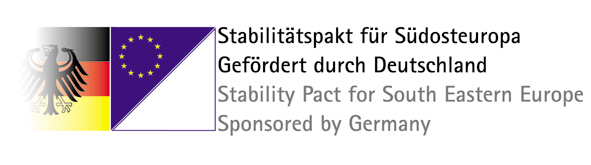 Stabilitätspakt für Südosteuropa
Gefördert durch Deutschland
Stability Pact for South Eastern Europe
Sponsored by Germany